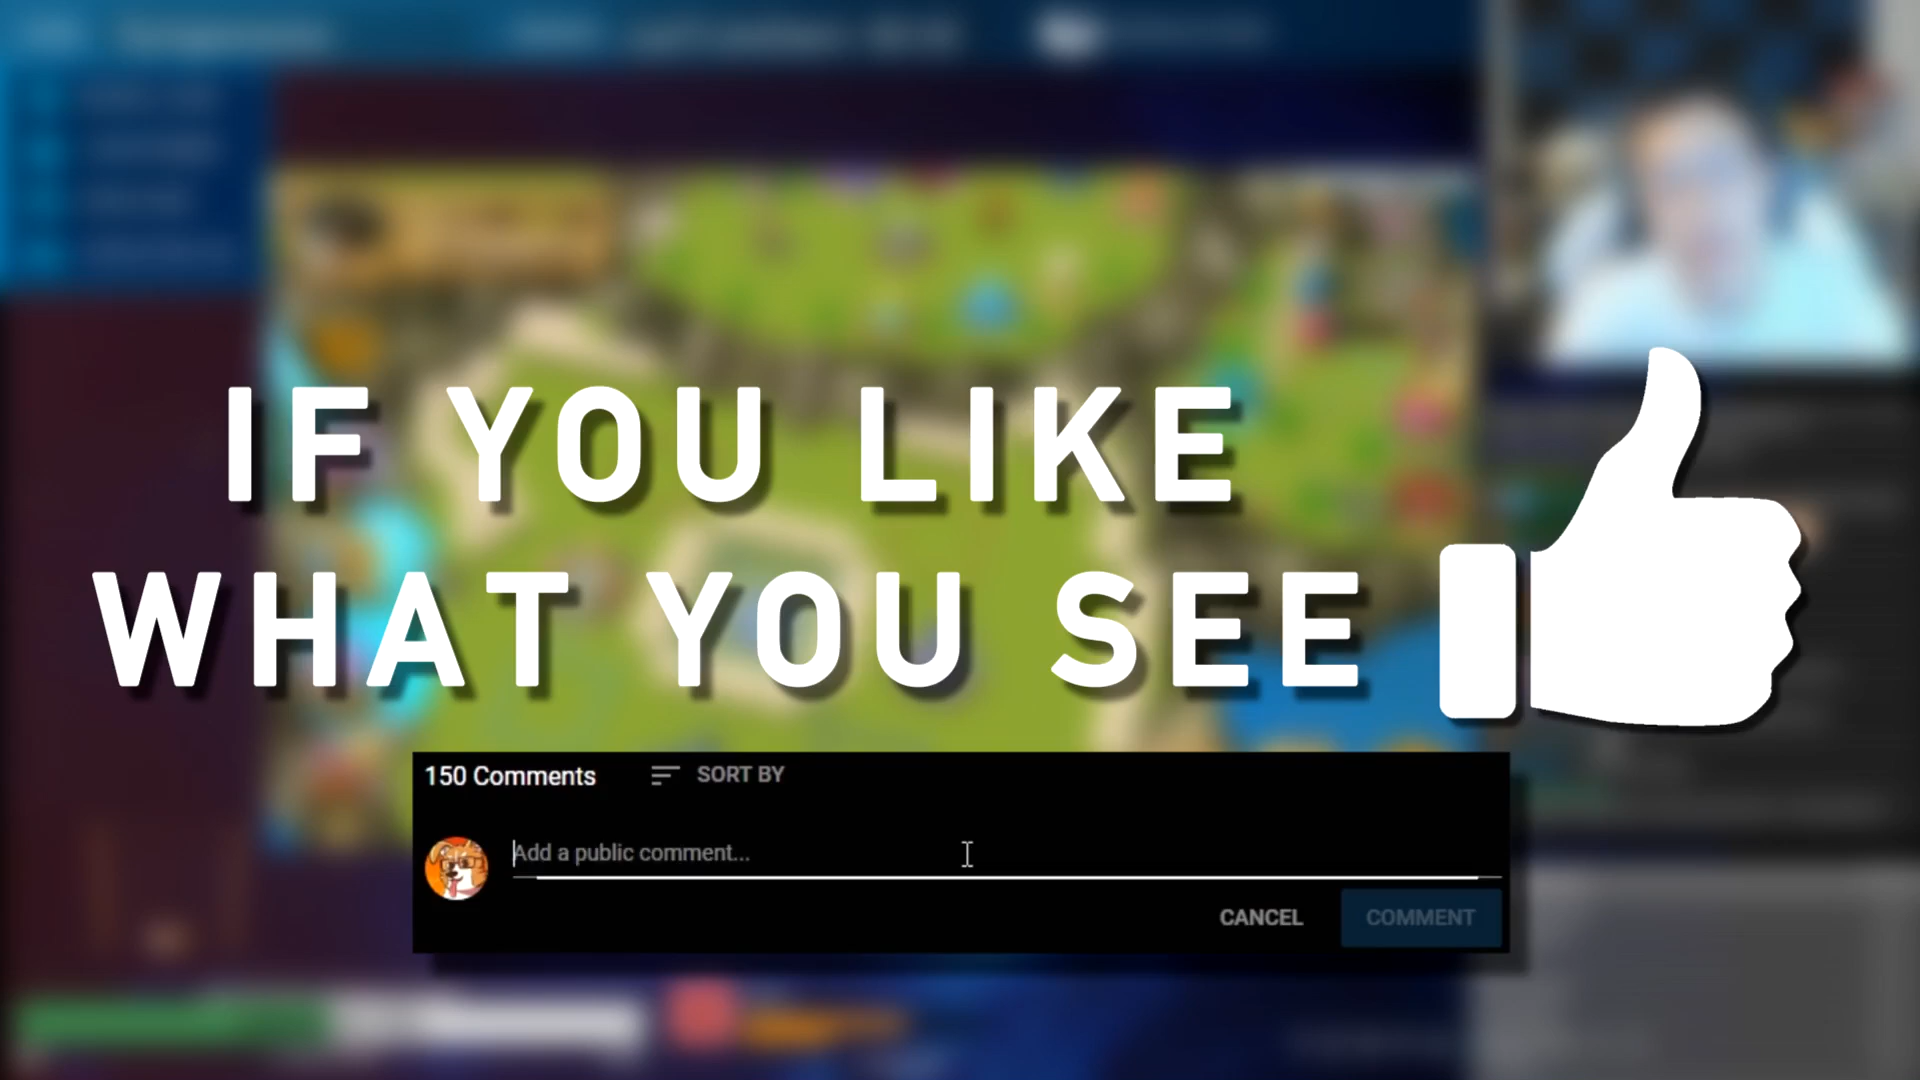 IF YOU LIKE
WHAT YOU SEE
150 Comments SORT BY
Add a public comment...
CANCEL COMMENT